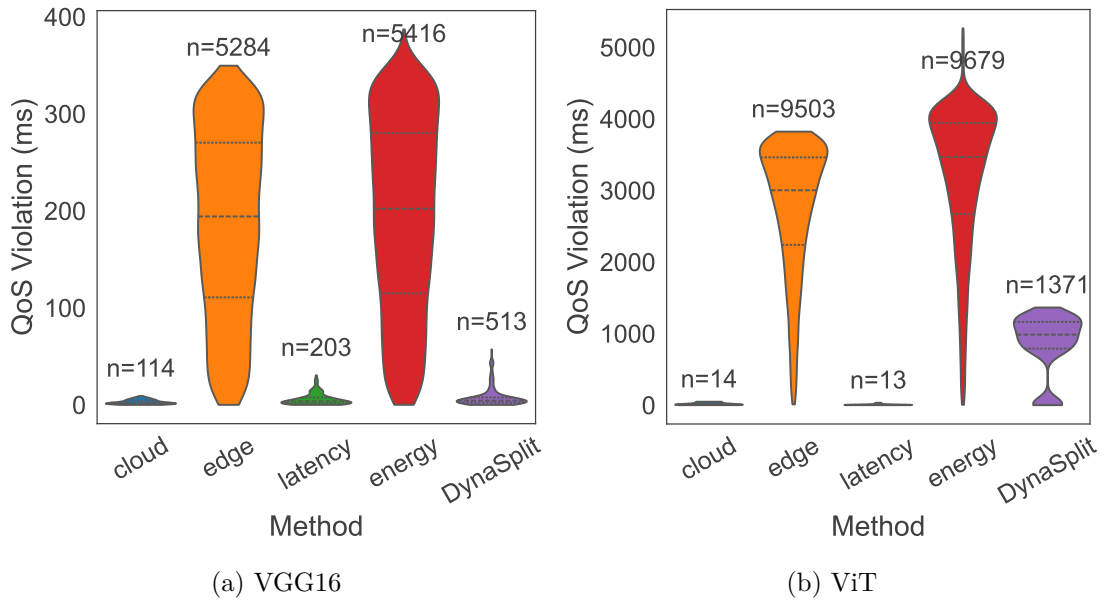 400
300
200
100
0
QoS Violation (ms)
n=114
n=5284
n=203
n=5416
n=513
cloud
edge
latency
energy
DynaSplit
Method
(a) VGG16
5000
4000
3000
2000
1000
0
QoS Violation (ms)
n=14
n=9503
n=13
n=9679
n=1371
cloud
edge
latency
energy
DynaSplit
Method
(b) ViT